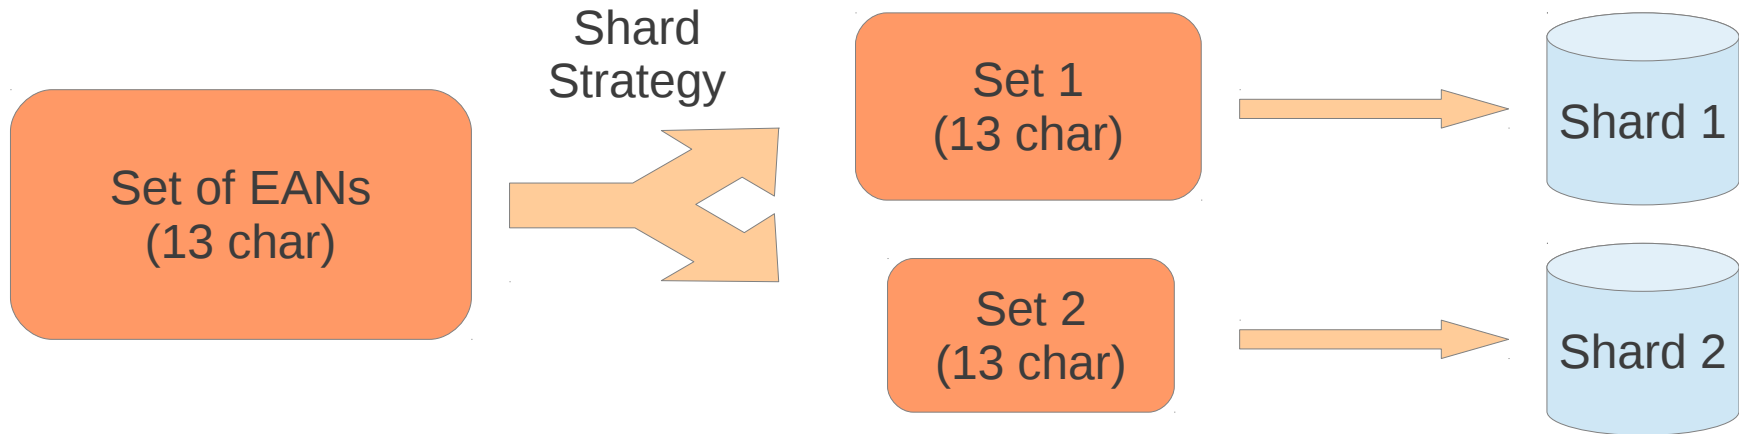 Shard
Strategy
Set of EANs
(13 char)
Set 1
(13 char)
Shard 1
Set 2
(13 char)
Shard 2